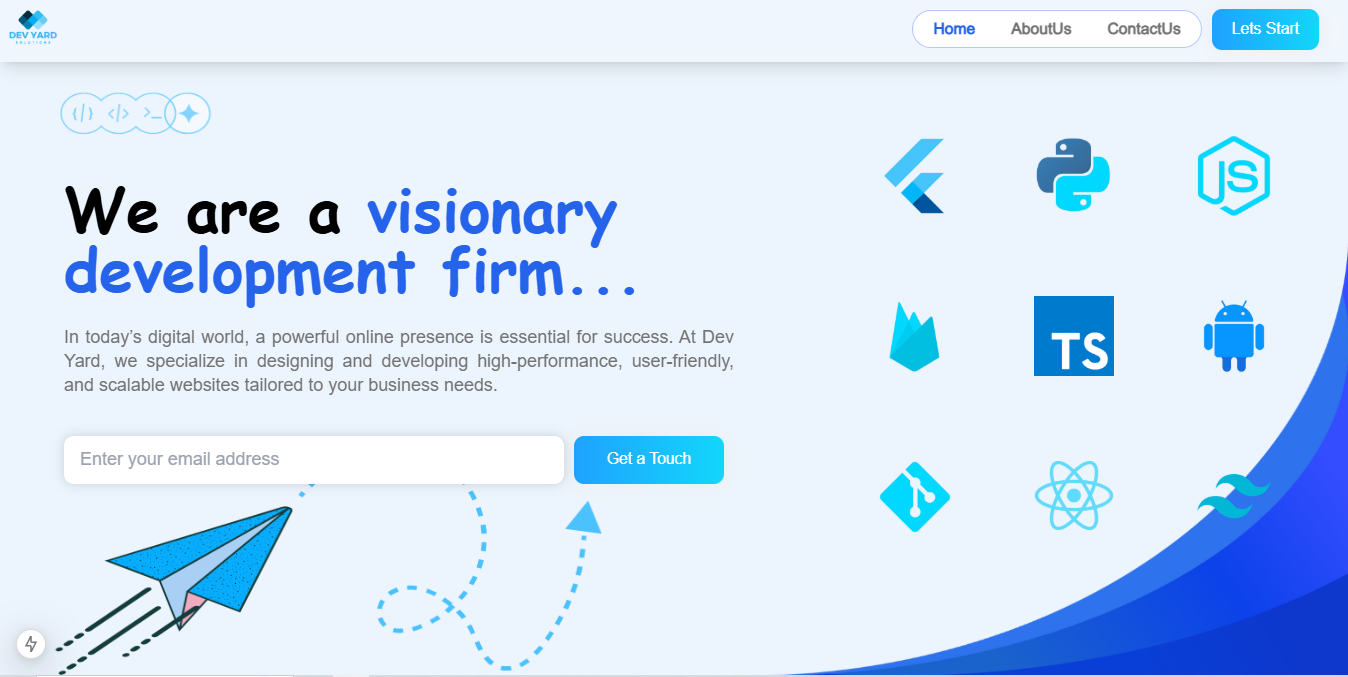 DEV YARD
SOLUTIONS
Home AboutUs ContactUs
Lets Start
{/} </> >_
We are a visionary
development firm...
In today’s digital world, a powerful online presence is essential for success. At Dev
Yard, we specialize in designing and developing high-performance, user-friendly,
and scalable websites tailored to your business needs.
Enter your email address
Get a Touch
JS
TS